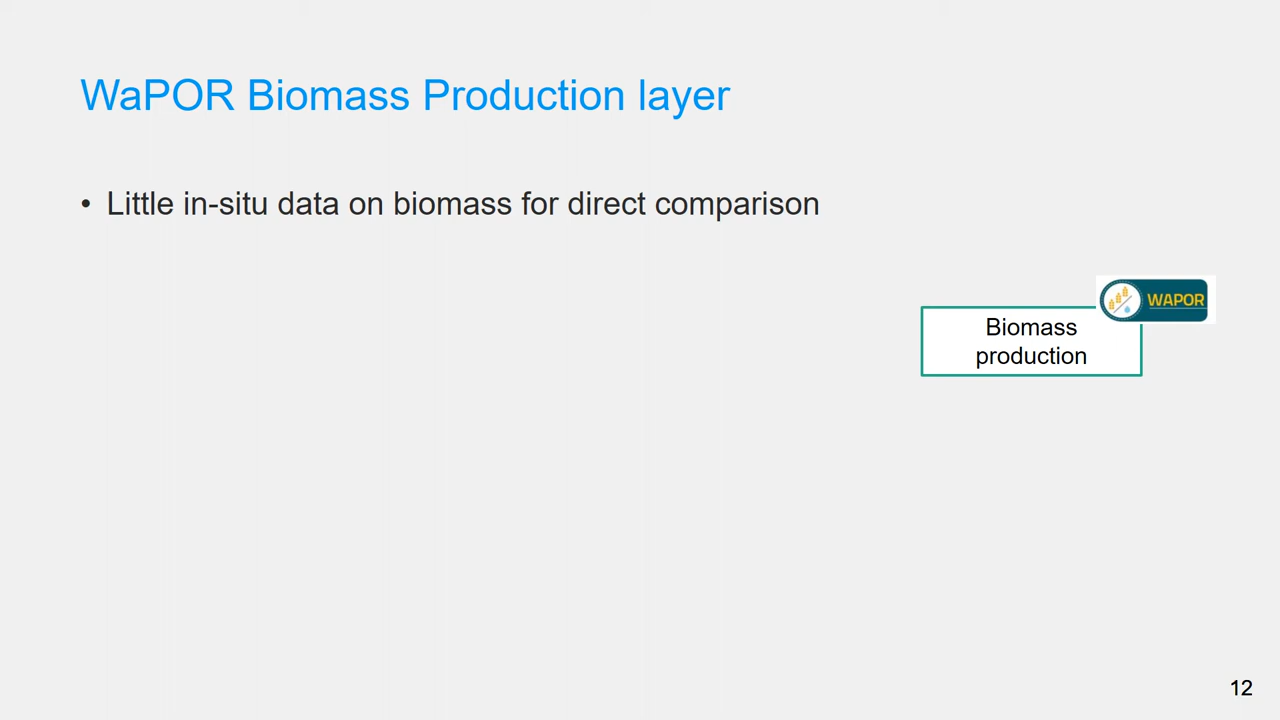 WaPOR Biomass Production layer
• Little in-situ data on biomass for direct comparison
WAPOR
Biomass
production
12